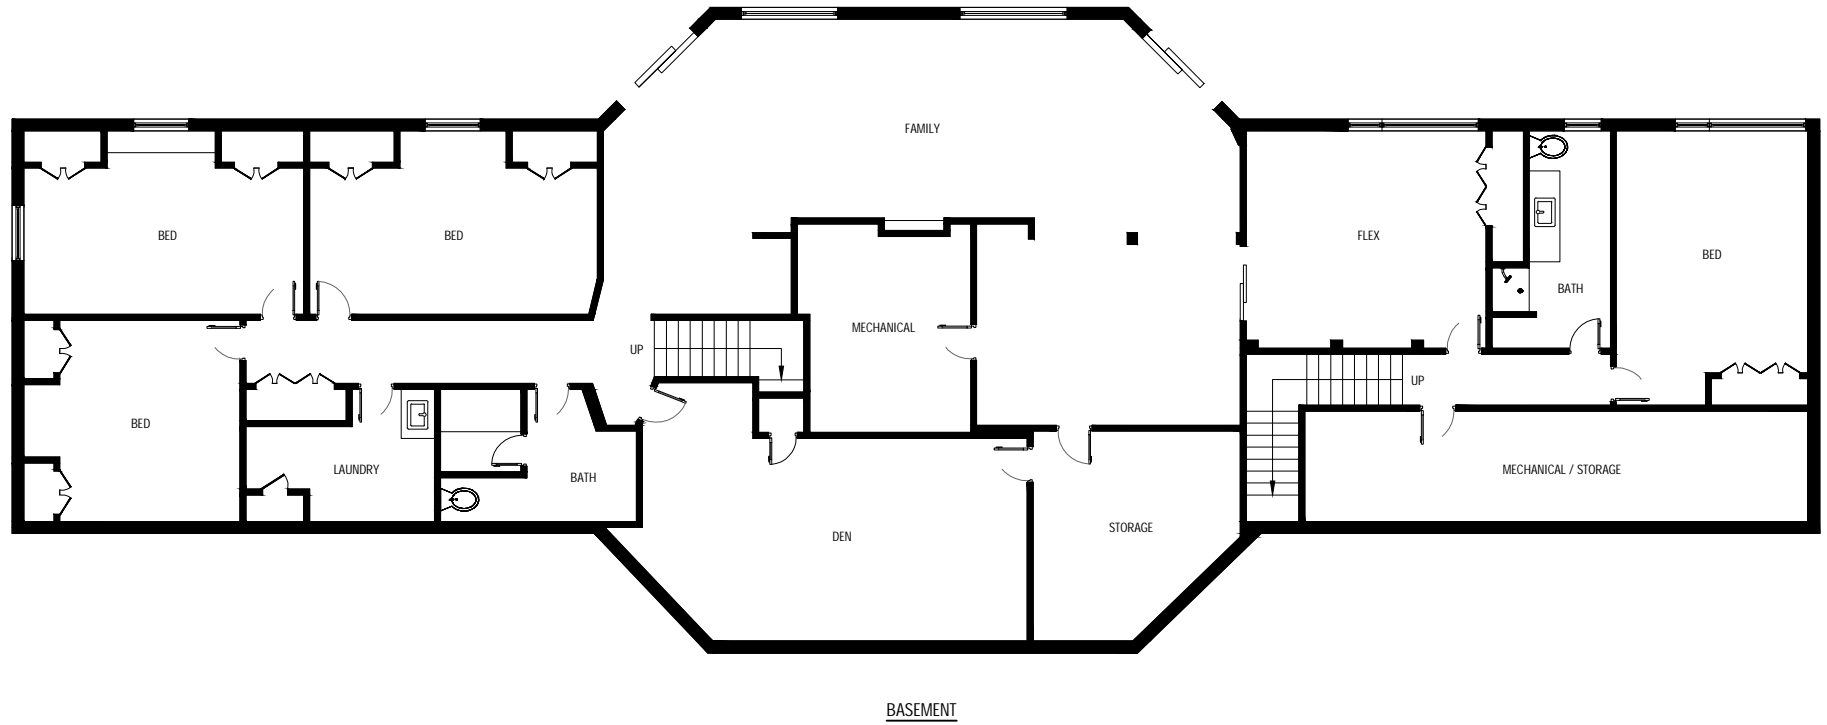 FAMILY
BED
BED
FLEX
BED
BATH
MECHANICAL
UP
UP
BED
LAUNDRY
BATH
MECHANICAL / STORAGE
DEN
STORAGE
BASEMENT